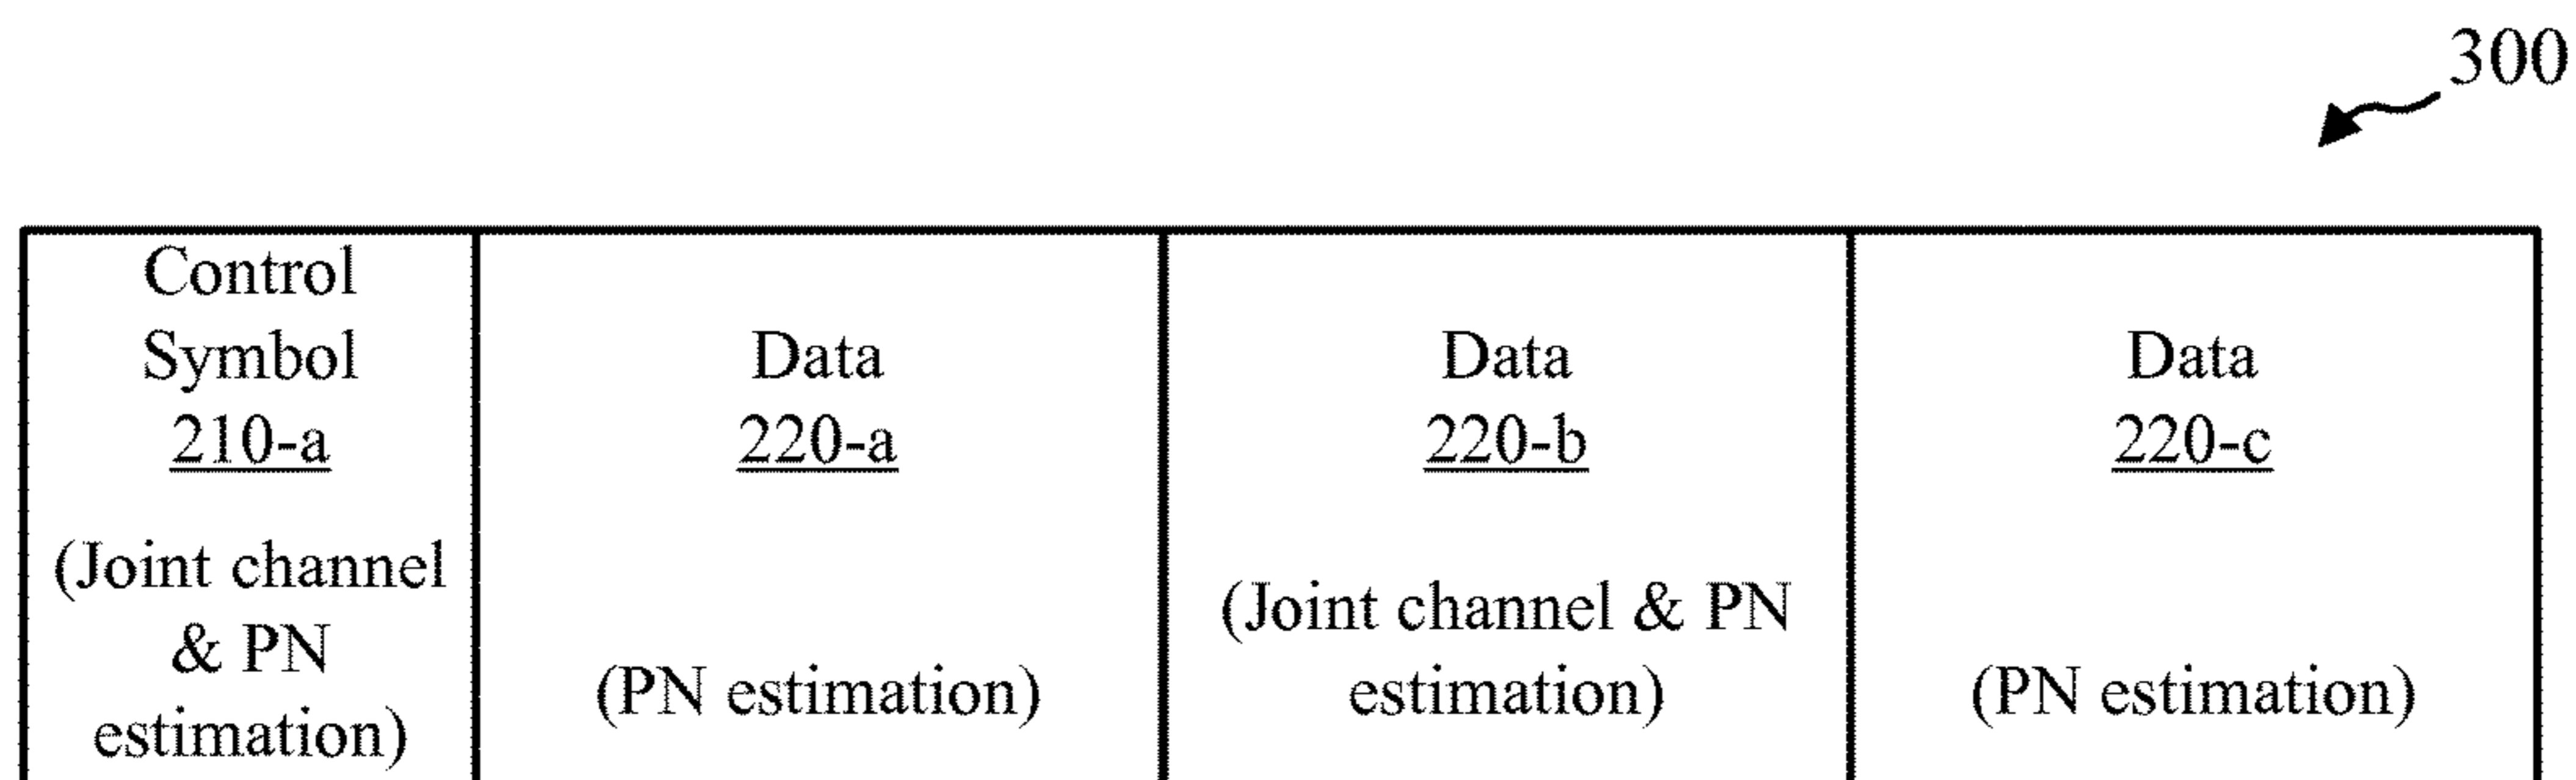 300
Control
Symbol
210-a
(Joint channel
& PN
estimation)
Data
220-a
(PN estimation)
Data
220-b
(Joint channel & PN
estimation)
Data
220-c
(PN estimation)